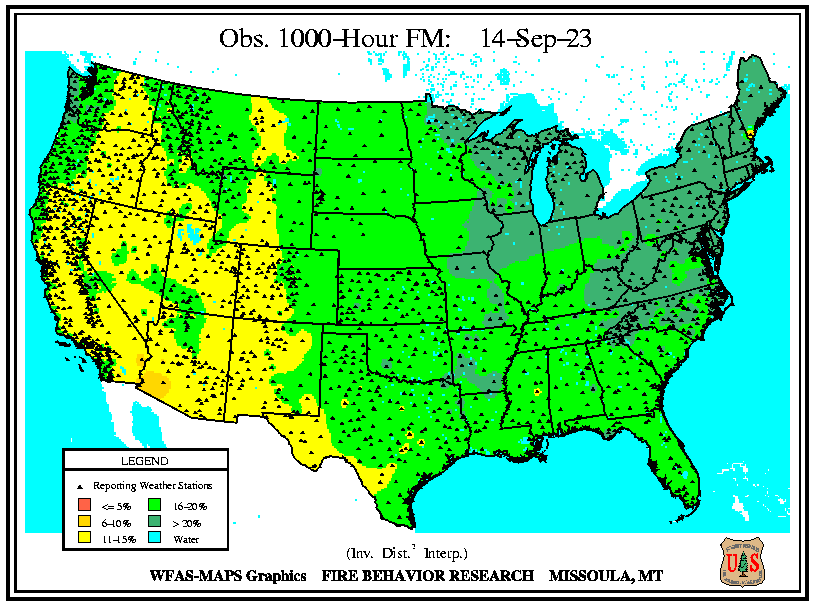 Obs. 1000-Hour FM: 14-Sep-23
LEGEND
Reporting Weather Stations
<= 5%
16-20%
6-10%
> 20%
11-15%
Water
(Inv. Dist.² Interp.)
WFAS-MAPS Graphics FIRE BEHAVIOR RESEARCH MISSOULA, MT
U S